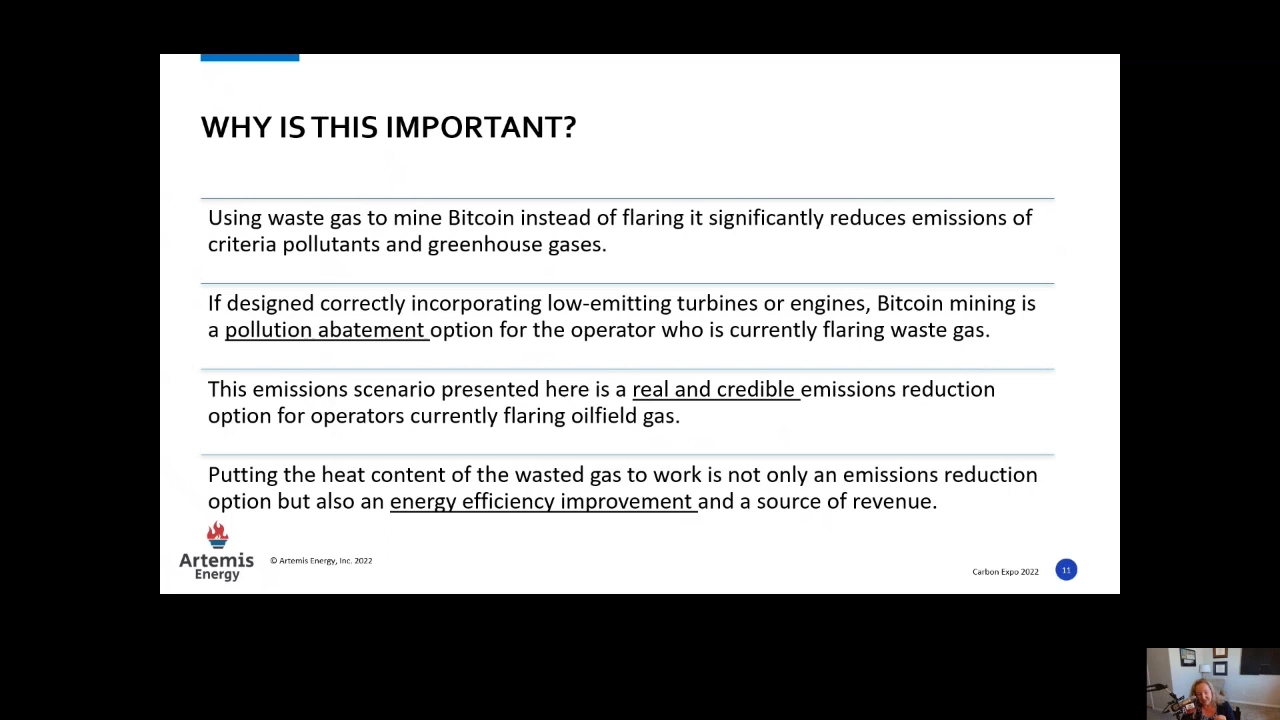 WHY IS THIS IMPORTANT?
Using waste gas to mine Bitcoin instead of flaring it significantly reduces emissions of
criteria pollutants and greenhouse gases.
If designed correctly incorporating low-emitting turbines or engines, Bitcoin mining is
a pollution abatement option for the operator who is currently flaring waste gas.
This emissions scenario presented here is a real and credible emissions reduction
option for operators currently flaring oilfield gas.
Putting the heat content of the wasted gas to work is not only an emissions reduction
option but also an energy efficiency improvement and a source of revenue.
Artemis
Energy
© Artemis Energy, Inc. 2022
Carbon Expo 2022
11